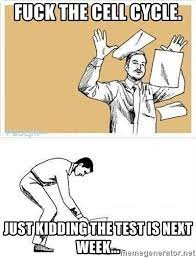 FUCK THE CELL CYCLE.
JUST KIDDING THE TEST IS NEXT
WEEK...
memegenerator.net